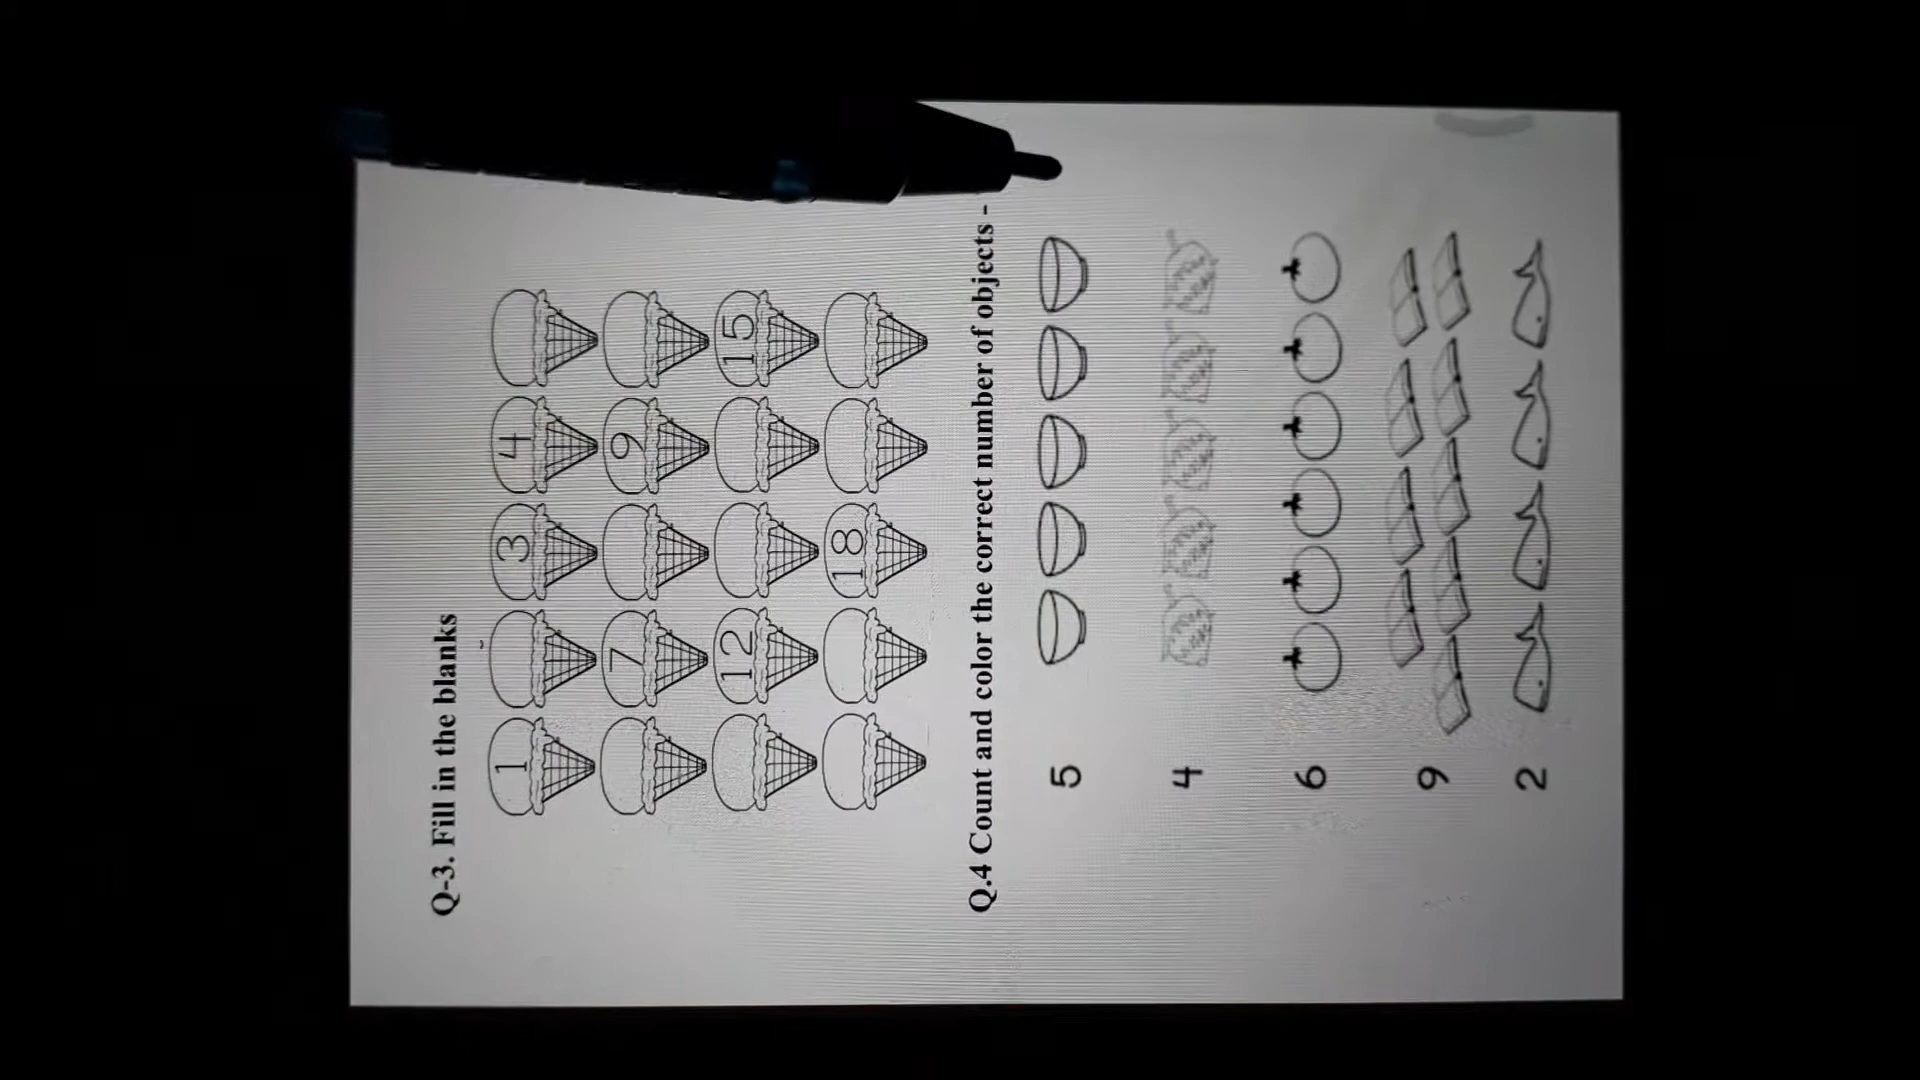 Q-3. Fill in the blanks
1 3 4
7 9
12 15
18
Q.4 Count and color the correct number of objects -
5
4
6
9
2